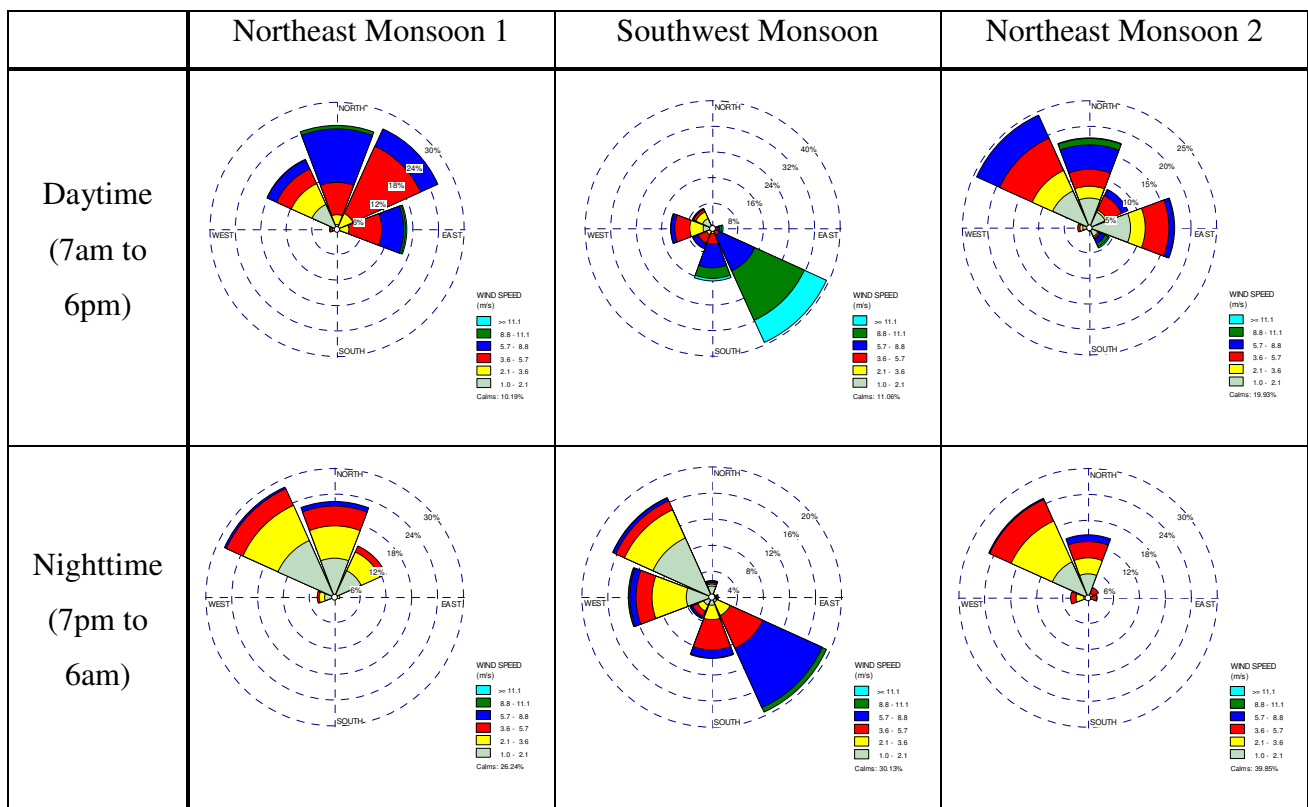 Northeast Monsoon 1
Southwest Monsoon
Northeast Monsoon 2
Daytime
(7am to
6pm)
NORTH
30%
24%
18%
12%
6%
WEST
EAST
SOUTH
WIND SPEED
(m/s)
>= 11.1
8.8 - 11.1
5.7 - 8.8
3.6 - 5.7
2.1 - 3.6
1.0 - 2.1
Calms: 10.19%
NORTH
40%
32%
24%
16%
8%
WEST
EAST
SOUTH
WIND SPEED
(m/s)
>= 11.1
8.8 - 11.1
5.7 - 8.8
3.6 - 5.7
2.1 - 3.6
1.0 - 2.1
Calms: 11.06%
NORTH
25%
20%
15%
10%
5%
WEST
EAST
SOUTH
WIND SPEED
(m/s)
>= 11.1
8.8 - 11.1
5.7 - 8.8
3.6 - 5.7
2.1 - 3.6
1.0 - 2.1
Calms: 19.93%
Nighttime
(7pm to
6am)
NORTH
30%
24%
18%
12%
6%
WEST
EAST
SOUTH
WIND SPEED
(m/s)
>= 11.1
8.8 - 11.1
5.7 - 8.8
3.6 - 5.7
2.1 - 3.6
1.0 - 2.1
Calms: 26.24%
NORTH
20%
16%
12%
8%
4%
WEST
EAST
SOUTH
WIND SPEED
(m/s)
>= 11.1
8.8 - 11.1
5.7 - 8.8
3.6 - 5.7
2.1 - 3.6
1.0 - 2.1
Calms: 30.13%
NORTH
30%
24%
18%
12%
6%
WEST
EAST
SOUTH
WIND SPEED
(m/s)
>= 11.1
8.8 - 11.1
5.7 - 8.8
3.6 - 5.7
2.1 - 3.6
1.0 - 2.1
Calms: 39.85%